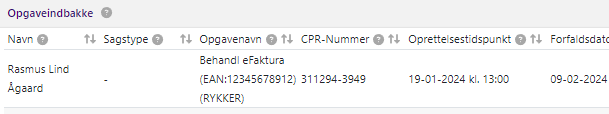 Opgaveindbakke
Navn Sagstype Opgavenavn CPR-Nummer Oprettelsestidspunkt Forfaldsdato
Rasmus Lind Ågaard - Behandl eFaktura (EAN:12345678912) (RYKKER) 311294-3949 19-01-2024 kl. 13:00 09-02-2024